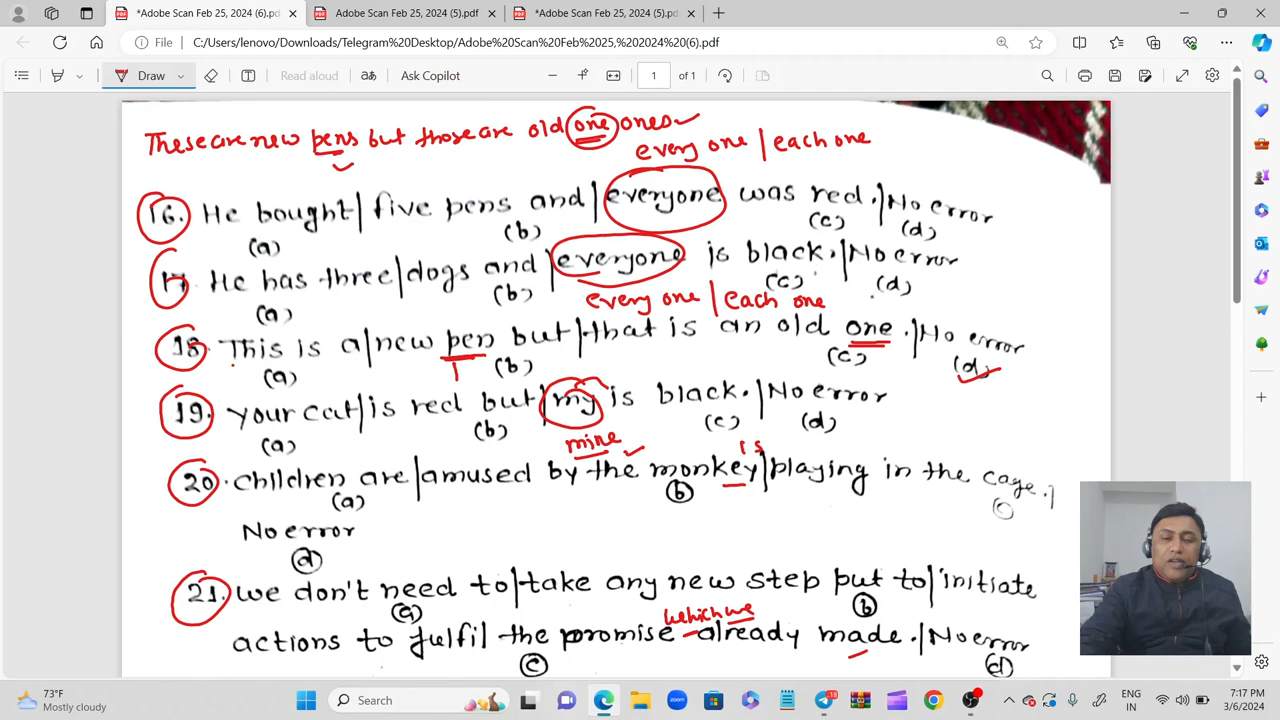 *Adobe Scan Feb 25, 2024 (6).pdf
Adobe Scan Feb 25, 2024 (5).pdf
*Adobe Scan Feb 25, 2024 (5).pdf
File C:/Users/lenovo/Downloads/Telegram%20Desktop/Adobe%20Scan%20Feb%2025,%202024%20(6).pdf
Draw Read aloud Ask Copilot 1 of 1
These are new pens but those are old one ones
every one | each one
16. He bought| five pens and |everyone was red. |No error
(a) (b) (c) (d)
17. He has three|dogs and |everyone is black. |No error
(a) (b) (c) (d)
every one | each one
18. This is a|new pen but|that is an old one. |No error
(a) (b) (c) (d)
19. your cat|is red but|my is black. |No error
(a) (b) (c) (d)
mine
is
20. children are|amused by the monkey|playing in the cage. |
(a) (b) (c)
No error
(d)
21. we don't need to|take any new step put to|initiate
(a) (b)
which we
actions to fulfil the promise already made. |No error
(c) (d)
73°F
Mostly cloudy
Search
18
ENG
IN
7:17 PM
3/6/2024